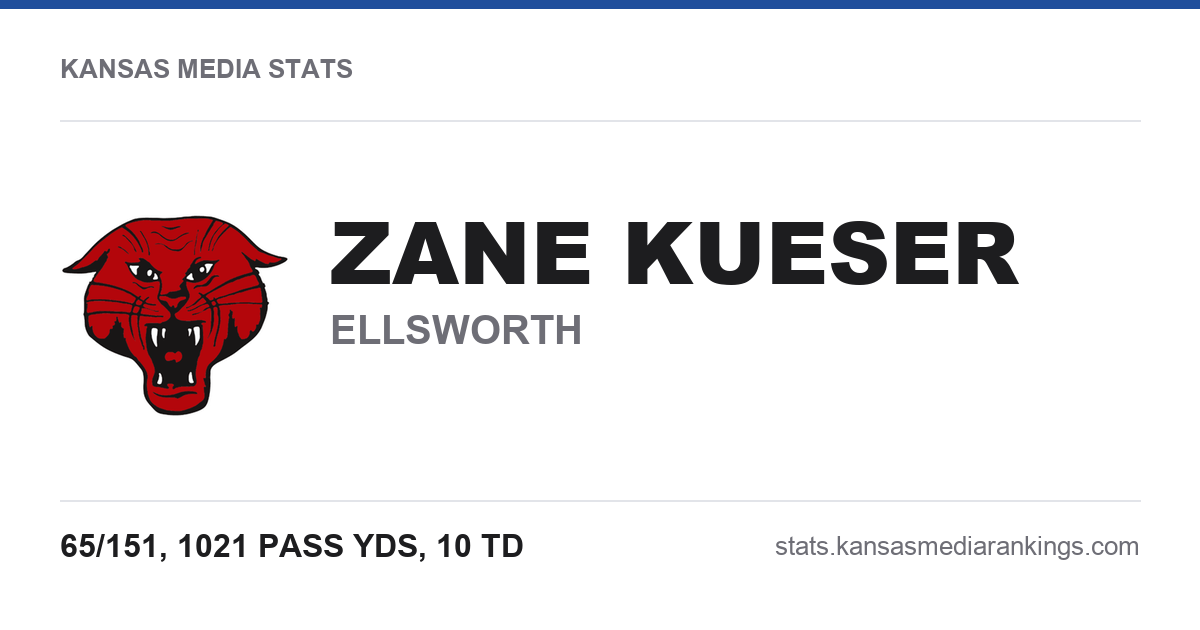 KANSAS MEDIA STATS
ZANE KUESER
ELLSWORTH
65/151, 1021 PASS YDS, 10 TD
stats.kansasmediarankings.com